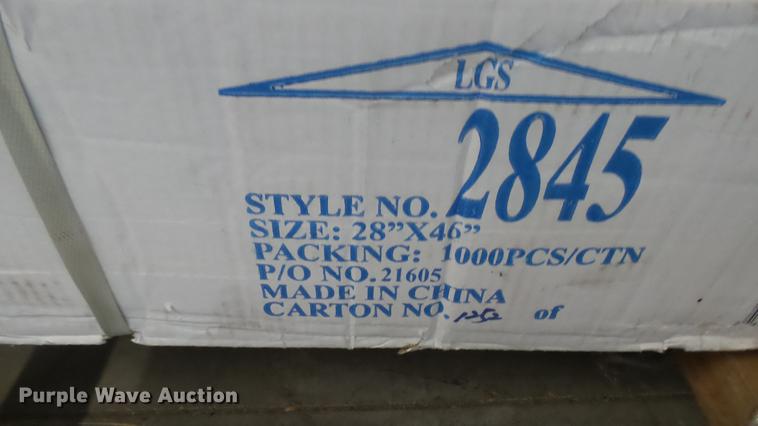 LGS
STYLE NO. 2845
SIZE: 28”X46”
PACKING: 1000PCS/CTN
P/O NO. 21605
MADE IN CHINA
CARTON NO. 1252 of
Purple Wave Auction